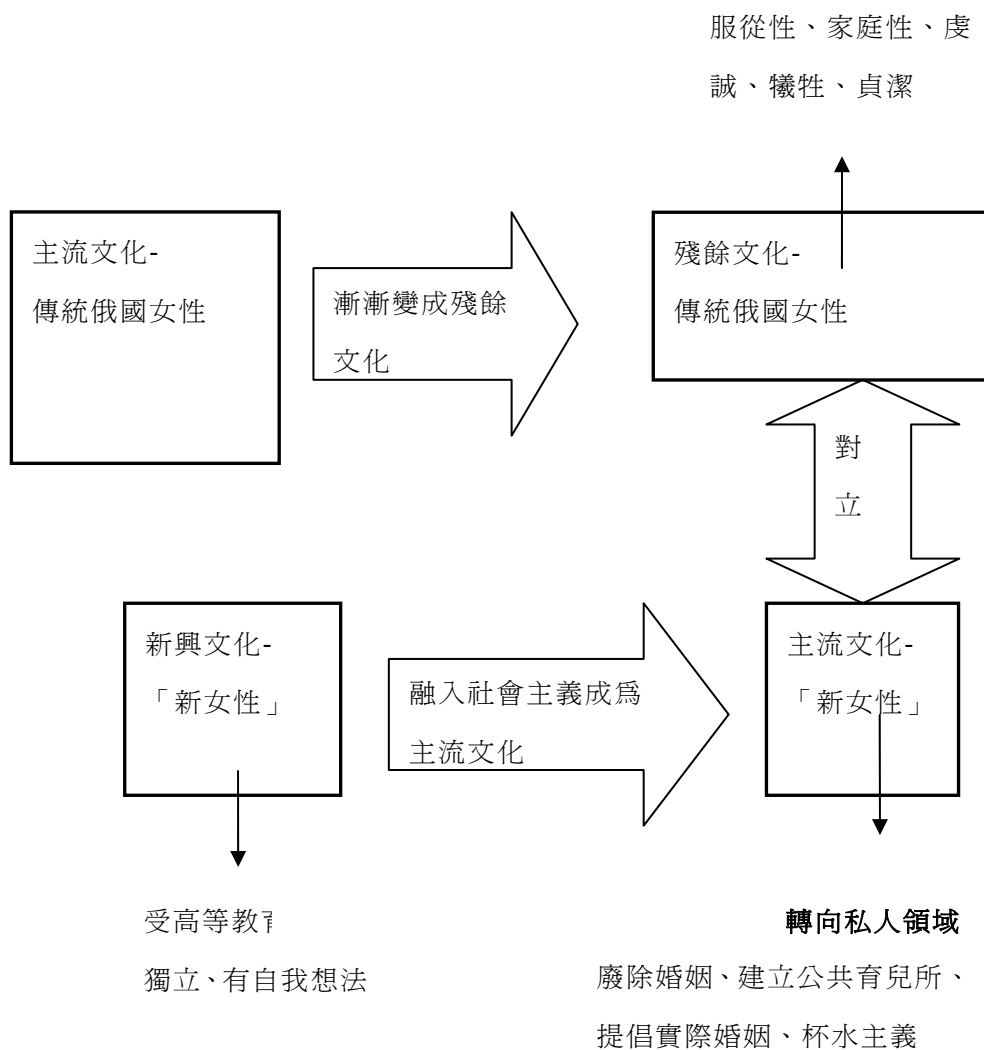 服從性、家庭性、虔
誠、犧牲、貞潔
主流文化-
傳統俄國女性
漸漸變成殘餘
文化
殘餘文化-
傳統俄國女性
對
立
新興文化-
「新女性」
融入社會主義成爲
主流文化
主流文化-
「新女性」
受高等教育
獨立、有自我想法
轉向私人領域
廢除婚姻、建立公共育兒所、
提倡實際婚姻、杯水主義